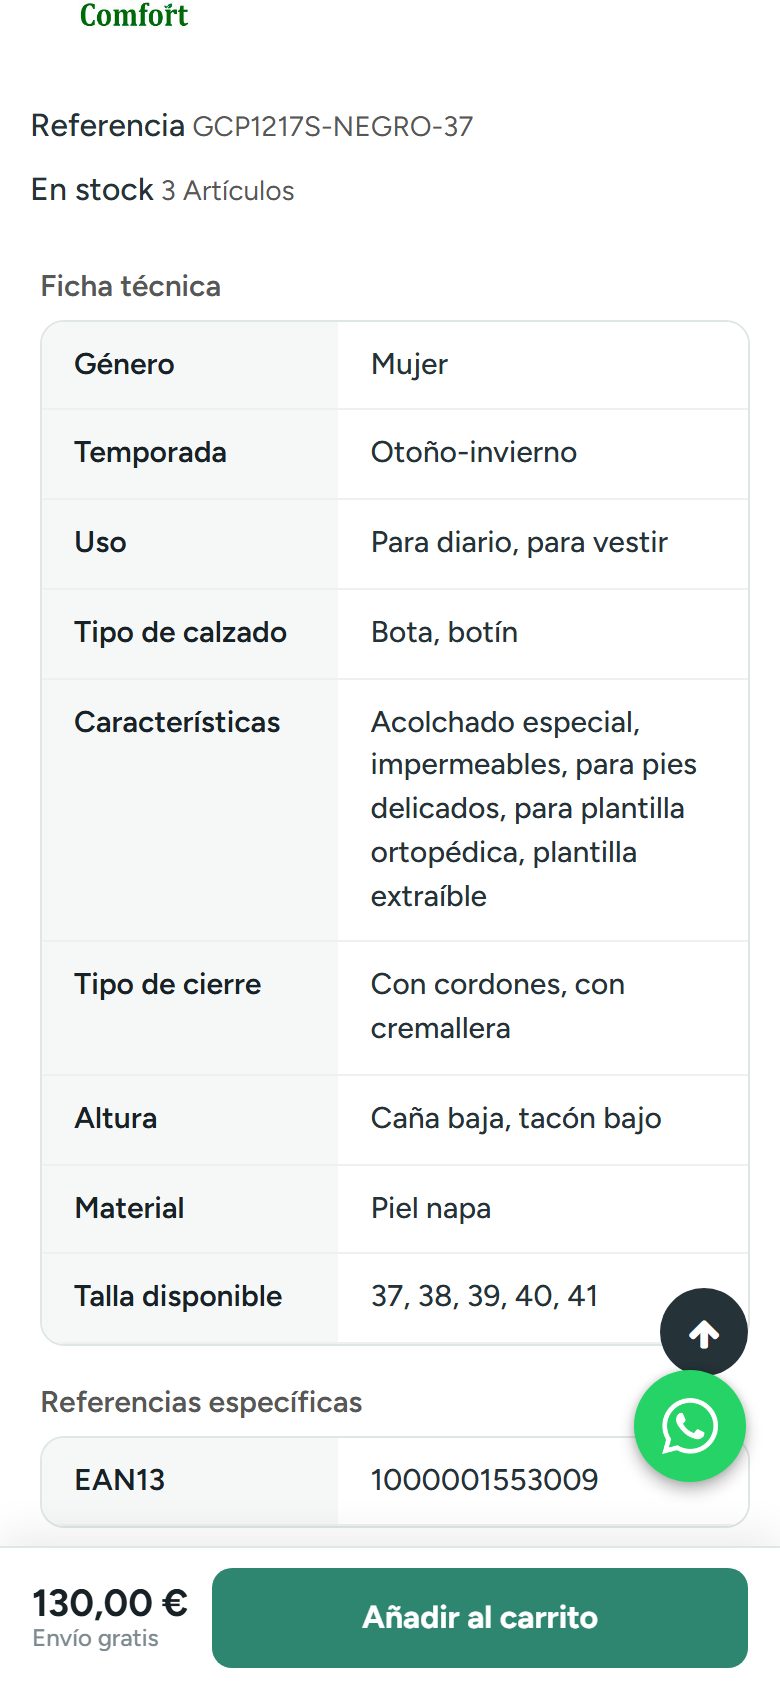 Comfort
Referencia GCP1217S-NEGRO-37
En stock 3 Artículos
Ficha técnica
Género Mujer
Temporada Otoño-invierno
Uso Para diario, para vestir
Tipo de calzado Bota, botín
Características Acolchado especial,
impermeables, para pies
delicados, para plantilla
ortopédica, plantilla
extraíble
Tipo de cierre Con cordones, con
cremallera
Altura Caña baja, tacón bajo
Material Piel napa
Talla disponible 37, 38, 39, 40, 41
Referencias específicas
EAN13 1000001553009
130,00 € Añadir al carrito
Envío gratis